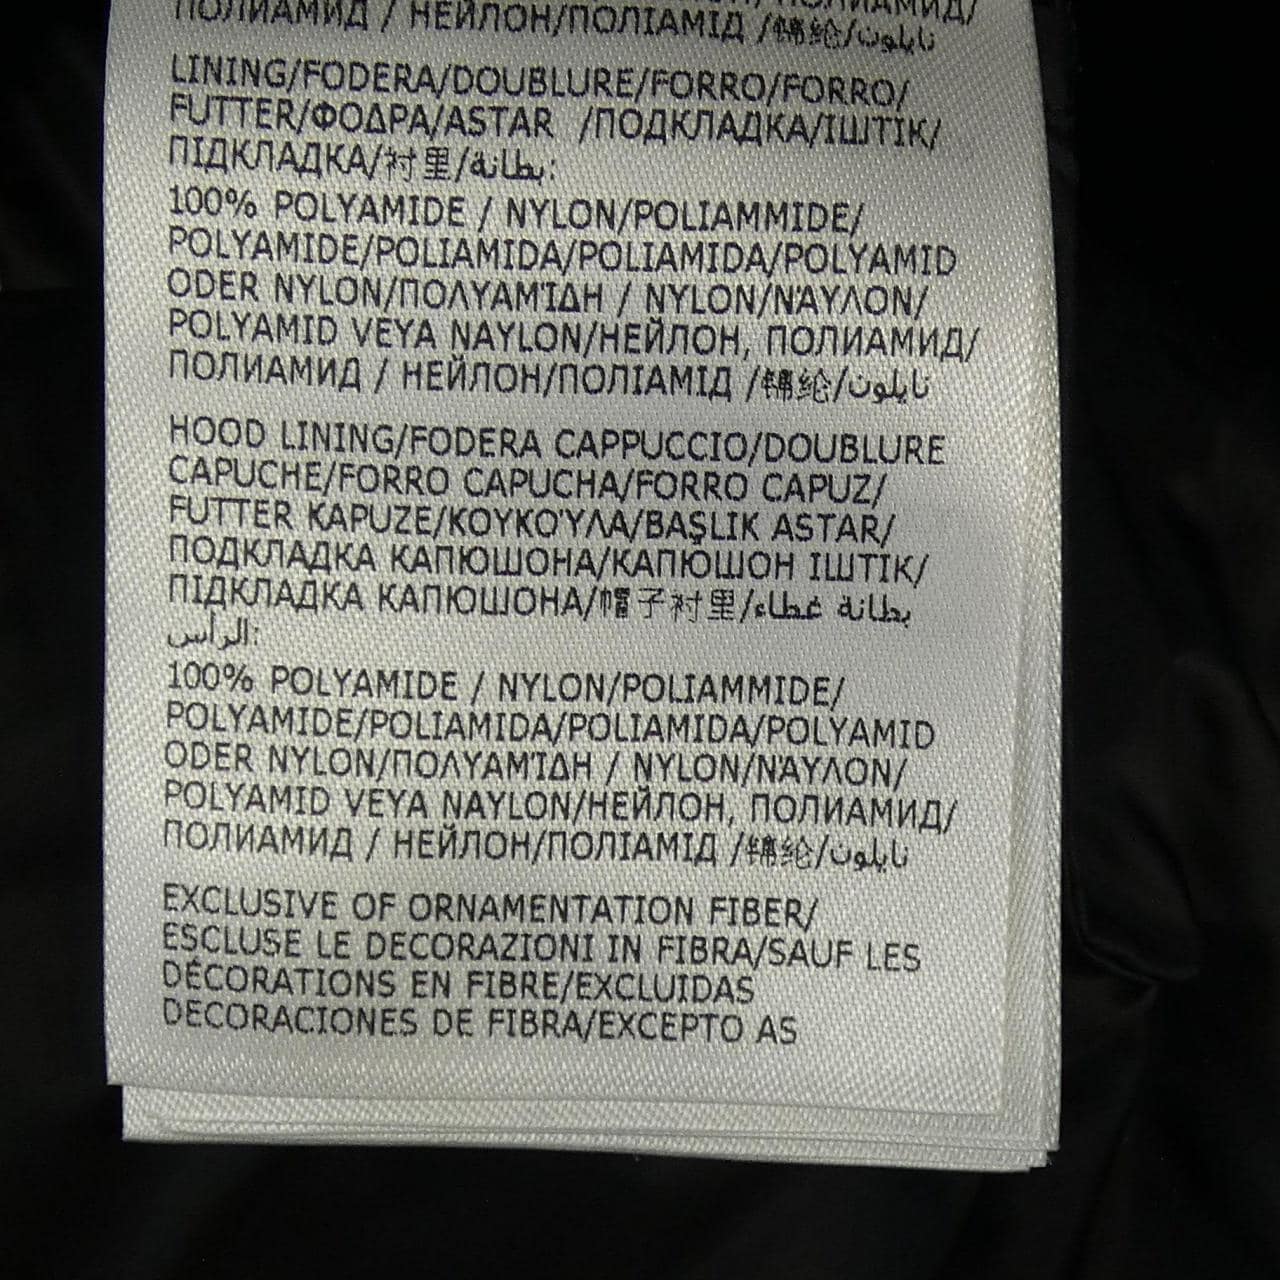 ПОЛИАМИД / НЕЙЛОН/ПОЛІАМІД /锦纶/نايلون
LINING/FODERA/DOUBLURE/FORRO/FORRO/
FUTTER/ΦΟΔΡΑ/ASTAR /ПОДКЛАДКА/ІШТІК/
ПІДКЛАДКА/衬里/بطانة:
100% POLYAMIDE / NYLON/POLIAMMIDE/
POLYAMIDE/POLIAMIDA/POLIAMIDA/POLYAMID
ODER NYLON/ΠΟΛΥΑΜΊΔΗ / NYLON/ΝΆΥΛΟΝ/
POLYAMID VEYA NAYLON/НЕЙЛОН, ПОЛИАМИД/
ПОЛИАМИД / НЕЙЛОН/ПОЛІАМІД /锦纶/نايلون
HOOD LINING/FODERA CAPPUCCIO/DOUBLURE
CAPUCHE/FORRO CAPUCHA/FORRO CAPUZ/
FUTTER KAPUZE/ΚΟΥΚΟΎΛΑ/BAŞLIK ASTAR/
ПОДКЛАДКА КАПЮШОНА/КАПЮШОН ІШТІК/
ПІДКЛАДКА КАПЮШОНА/帽子衬里/بطانة غطاء
الرأس:
100% POLYAMIDE / NYLON/POLIAMMIDE/
POLYAMIDE/POLIAMIDA/POLIAMIDA/POLYAMID
ODER NYLON/ΠΟΛΥΑΜΊΔΗ / NYLON/ΝΆΥΛΟΝ/
POLYAMID VEYA NAYLON/НЕЙЛОН, ПОЛИАМИД/
ПОЛИАМИД / НЕЙЛОН/ПОЛІАМІД /锦纶/نايلون
EXCLUSIVE OF ORNAMENTATION FIBER/
ESCLUSE LE DECORAZIONI IN FIBRA/SAUF LES
DÉCORATIONS EN FIBRE/EXCLUIDAS
DECORACIONES DE FIBRA/EXCEPTO AS